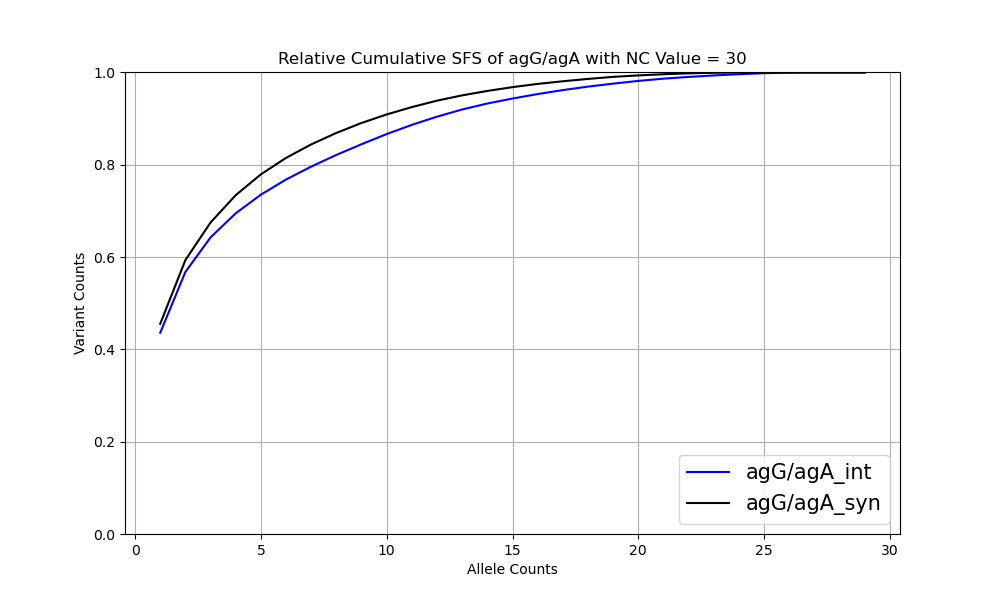 Relative Cumulative SFS of agG/agA with NC Value = 30
1.0
0.8
0.6
0.4
0.2
0.0
Variant Counts
0 5 10 15 20 25 30
Allele Counts
agG/agA_int
agG/agA_syn